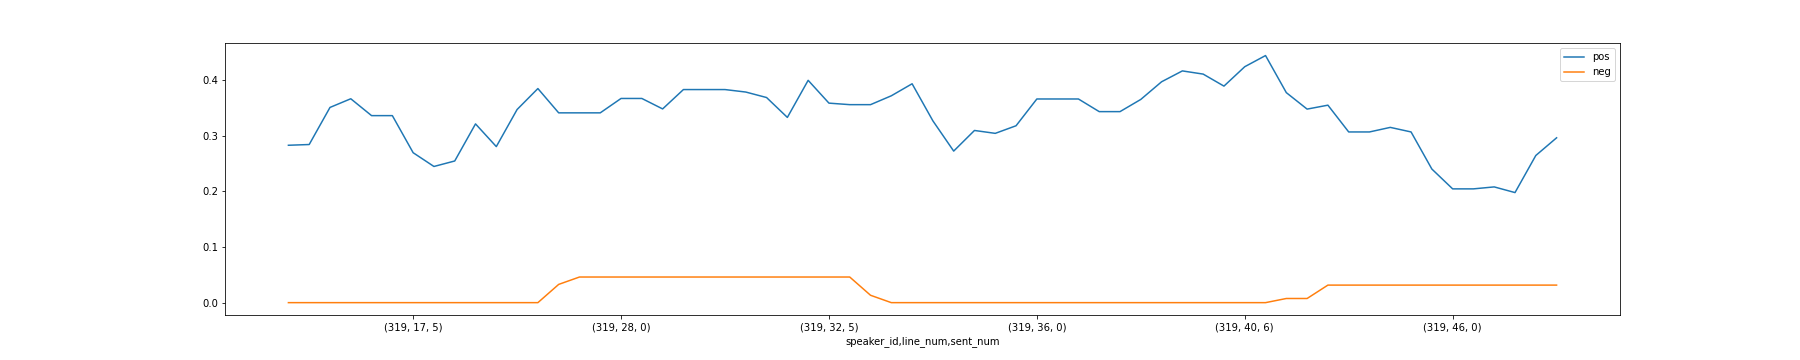 pos
neg
0.4
0.3
0.2
0.1
0.0
(319, 17, 5)
(319, 28, 0)
(319, 32, 5)
(319, 36, 0)
(319, 40, 6)
(319, 46, 0)
speaker_id,line_num,sent_num